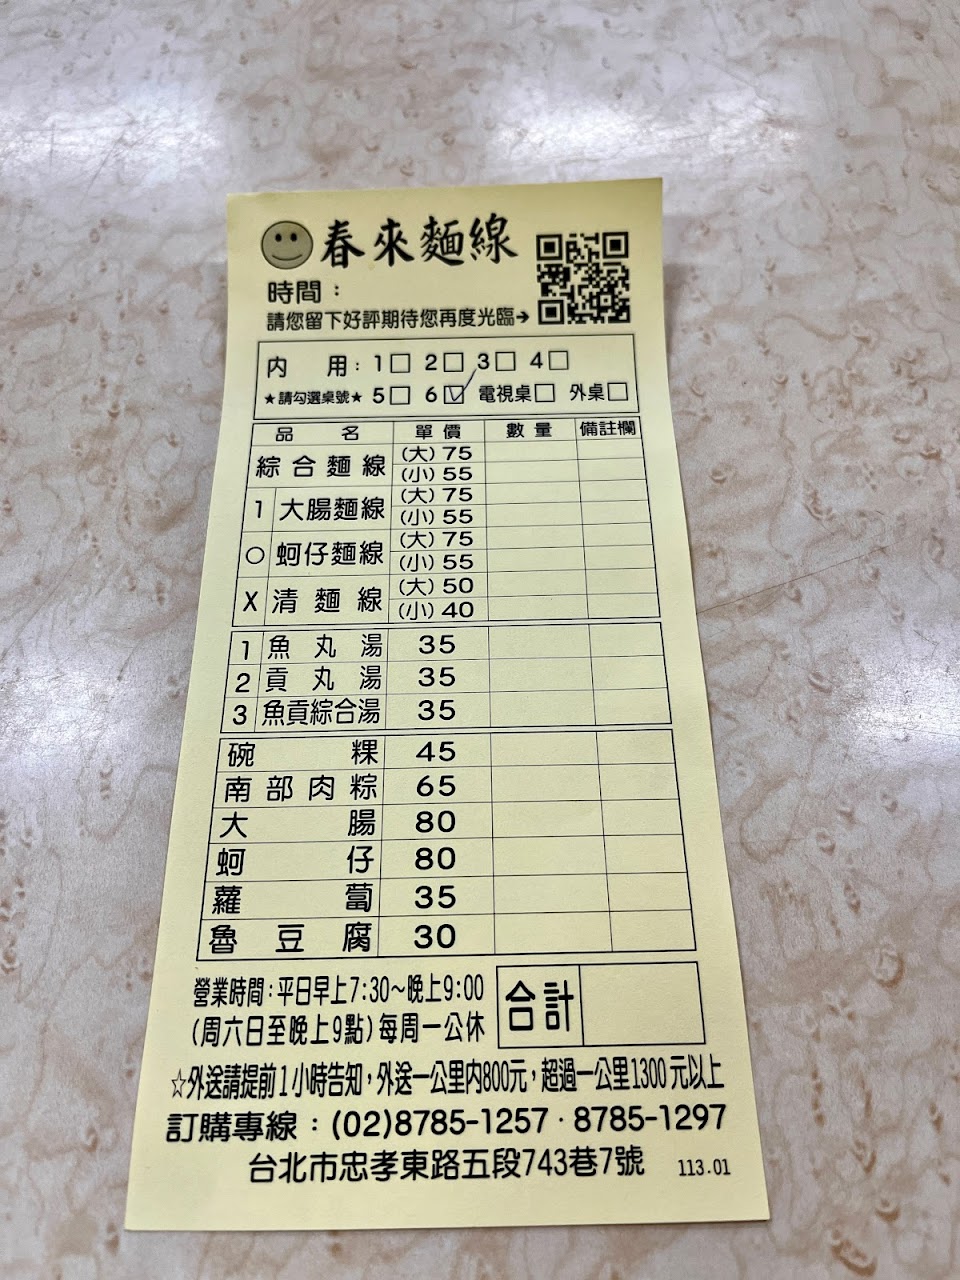 春來麵線
時間：
請您留下好評期待您再度光臨→
內用：1□ 2□ 3□ 4□
★請勾選桌號★ 5□ 6☑ 電視桌□ 外桌□
品名 單價 數量 備註欄
綜合麵線 (大) 75
(小) 55
1 大腸麵線 (大) 75
(小) 55
○ 蚵仔麵線 (大) 75
(小) 55
X 清麵線 (大) 50
(小) 40
1 魚丸湯 35
2 貢丸湯 35
3 魚貢綜合湯 35
碗粿 45
南部肉粽 65
大腸 80
蚵仔 80
蘿蔔 35
魯豆腐 30
營業時間：平日早上7:30～晚上9:00
(周六日至晚上9點)每周一公休
合計
☆外送請提前1小時告知，外送一公里內800元，超過一公里1300元以上
訂購專線：(02)8785-1257‧8785-1297
台北市忠孝東路五段743巷7號 113.01